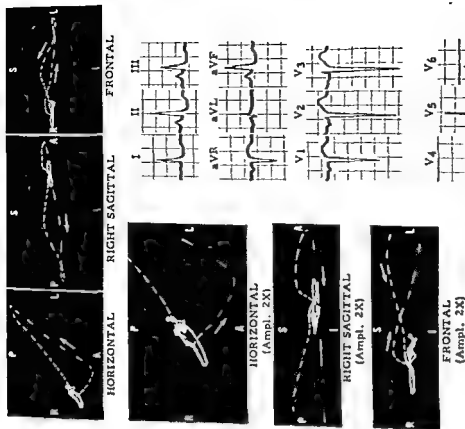 P
R
L
A
HORIZONTAL
S
P
A
RIGHT SAGITTAL
S
R
L
I
FRONTAL
P
R
L
A
HORIZONTAL
(Ampl. 2X)
S
P
A
I
RIGHT SAGITTAL
(Ampl. 2X)
S
R
L
I
FRONTAL
(Ampl. 2X)
I II III
aVR aVL aVF
V1 V2 V3
V4 V5 V6